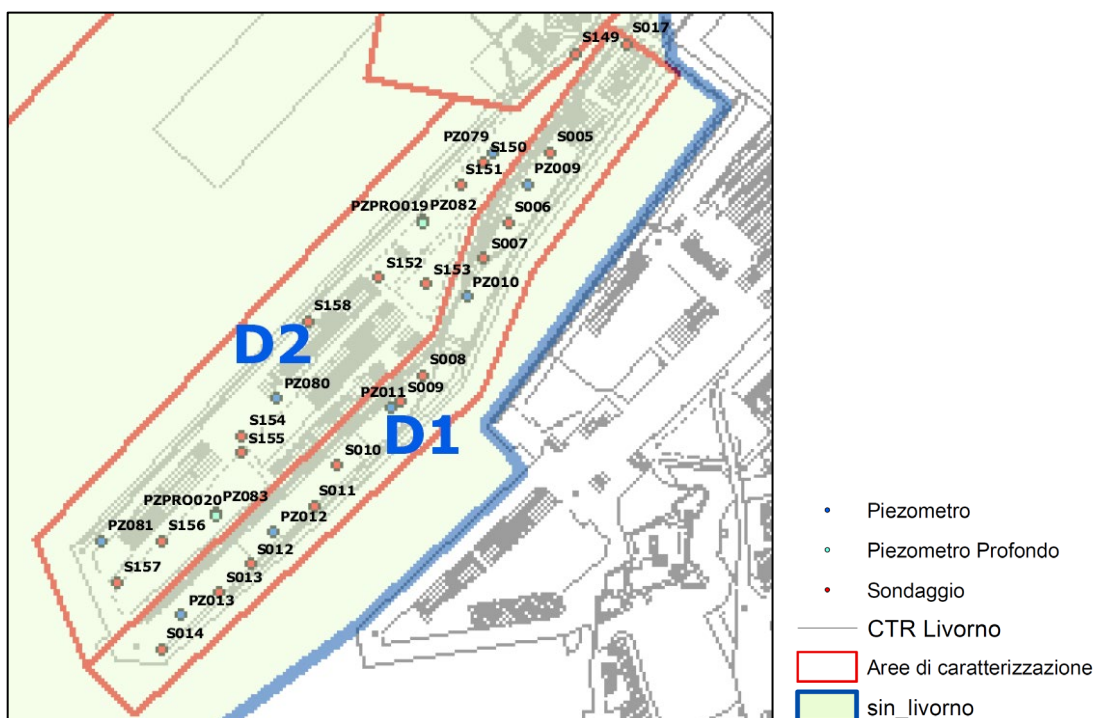 S017
S149
PZ079
S150
S005
S151
PZ009
PZPRO019
PZ082
S006
S007
S152
S153
PZ010
S158
D2
S008
PZ080
PZ011
S009
D1
S154
S155
S010
PZPRO020
PZ083
S011
PZ081
S156
PZ012
S012
S157
S013
PZ013
S014
Piezometro
Piezometro Profondo
Sondaggio
CTR Livorno
Aree di caratterizzazione
sin_livorno